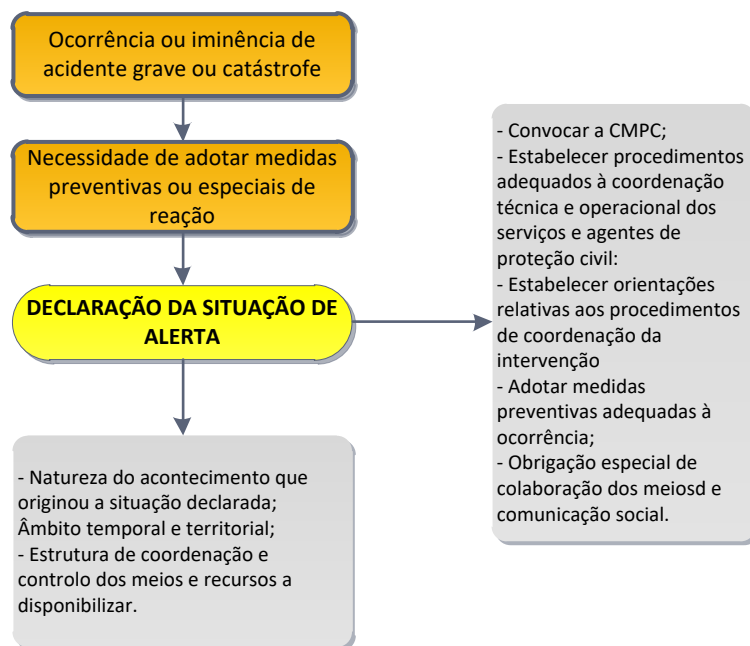 Ocorrência ou iminência de
acidente grave ou catástrofe
Necessidade de adotar medidas
preventivas ou especiais de
reação
DECLARAÇÃO DA SITUAÇÃO DE
ALERTA
- Natureza do acontecimento que
originou a situação declarada;
Âmbito temporal e territorial;
- Estrutura de coordenação e
controlo dos meios e recursos a
disponibilizar.
- Convocar a CMPC;
- Estabelecer procedimentos
adequados à coordenação
técnica e operacional dos
serviços e agentes de
proteção civil:
- Estabelecer orientações
relativas aos procedimentos
de coordenação da
intervenção
- Adotar medidas
preventivas adequadas à
ocorrência;
- Obrigação especial de
colaboração dos meiosd e
comunicação social.